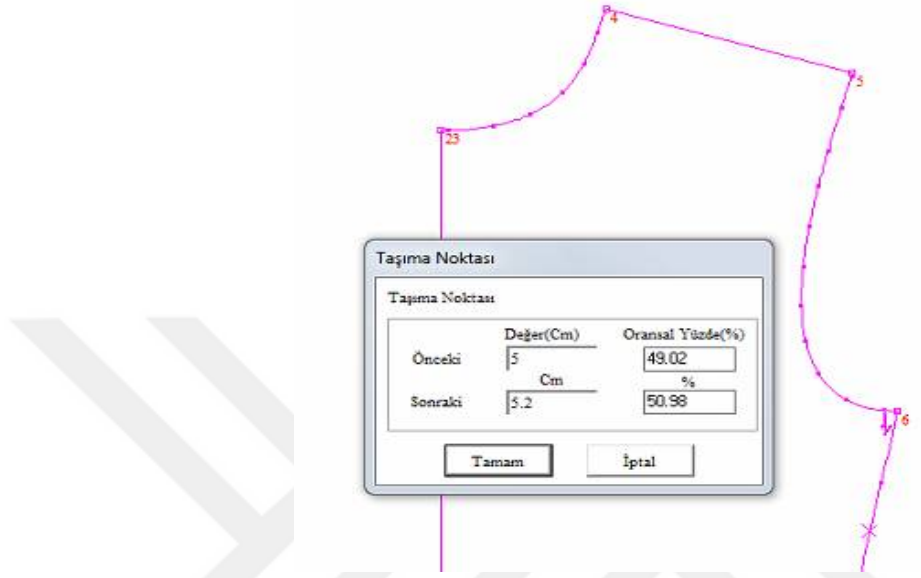 4
5
23
Taşıma Noktası
Taşıma Noktası
Değer(Cm) Oransal Yüzde(%)
Önceki 5 49.02
Cm %
Sonraki 5.2 50.98
6
Tamam İptal